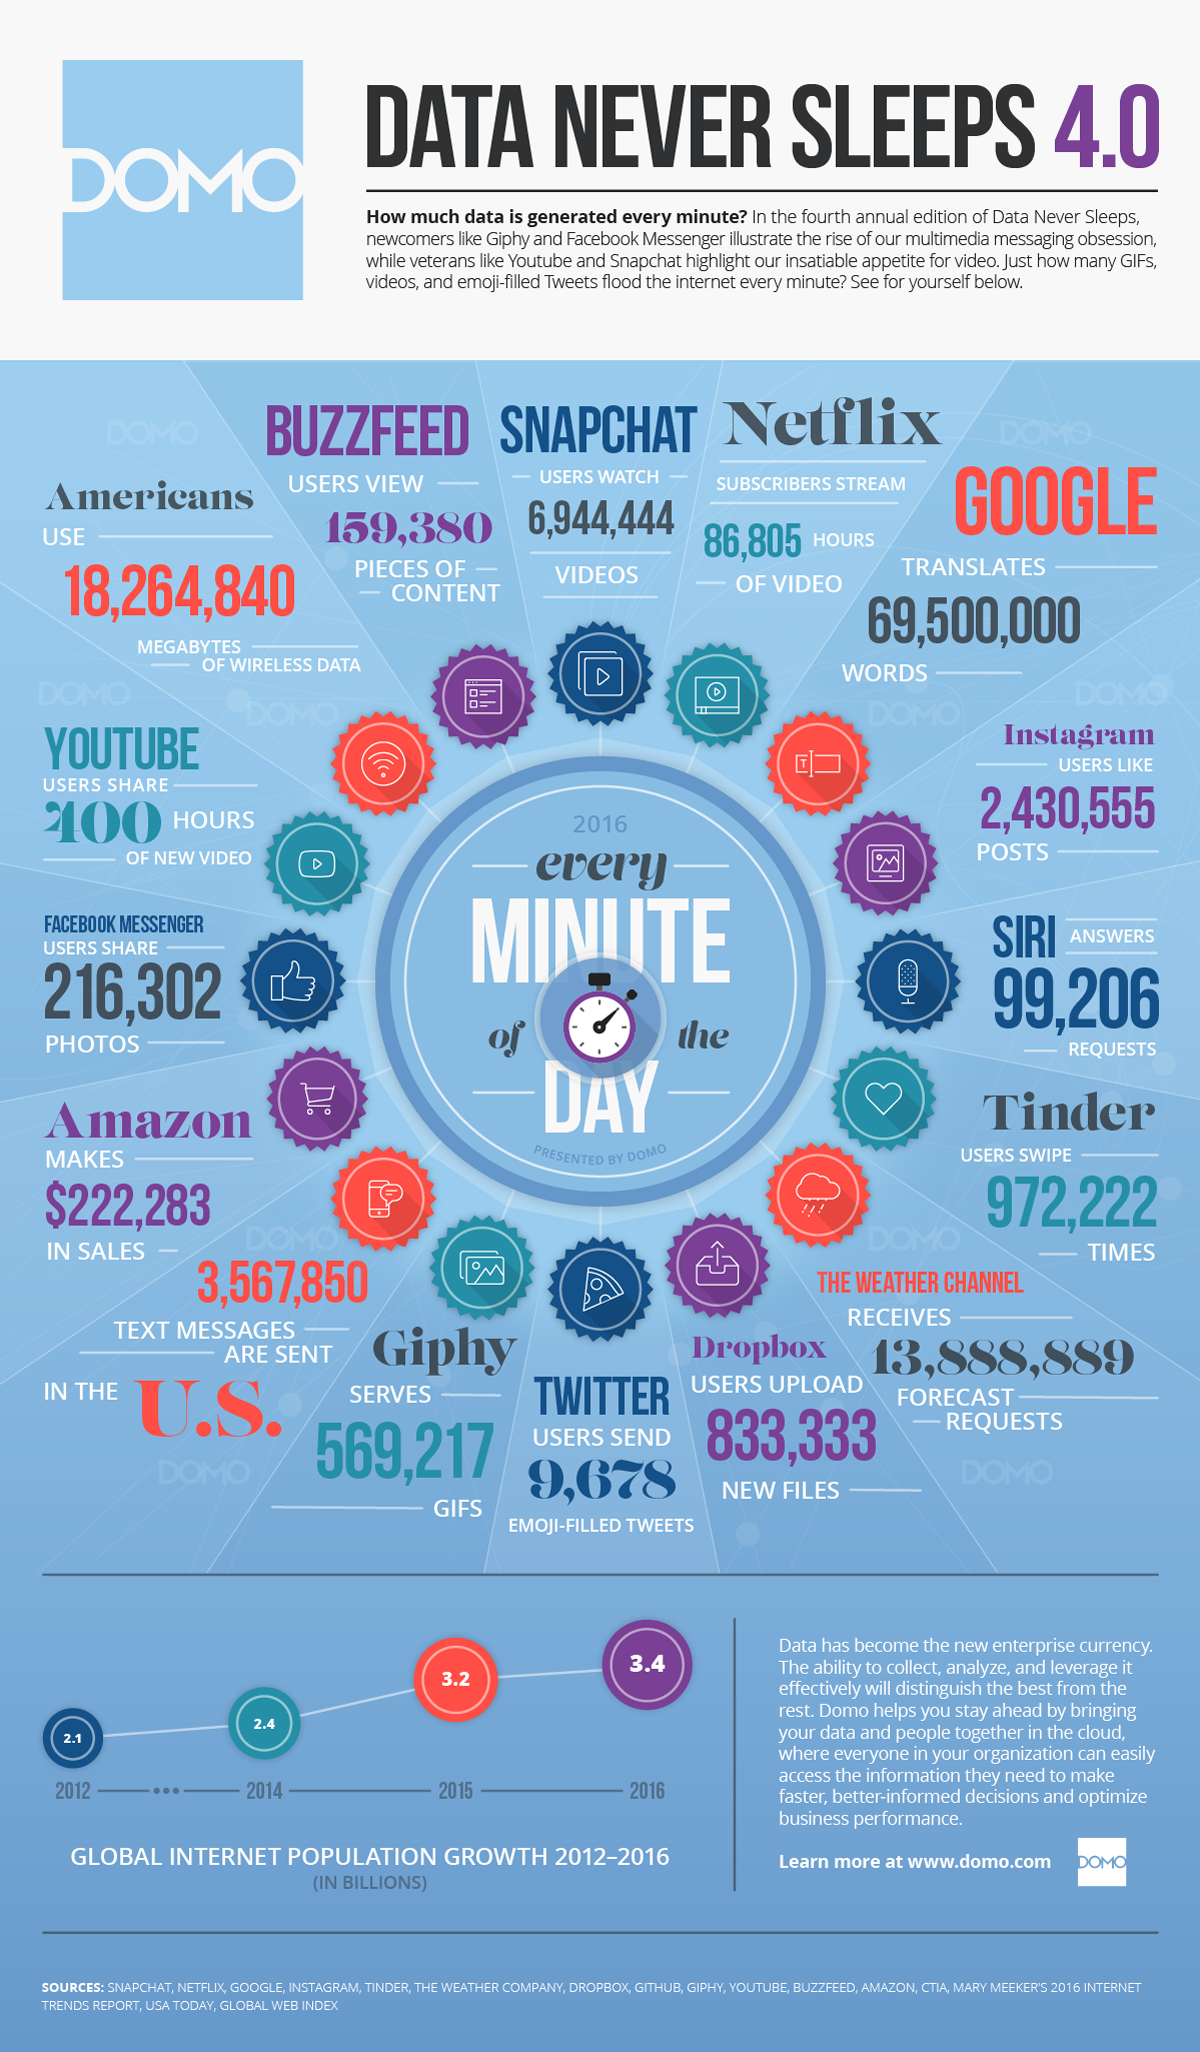 DOMO
DATA NEVER SLEEPS 4.0
How much data is generated every minute? In the fourth annual edition of Data Never Sleeps,
newcomers like Giphy and Facebook Messenger illustrate the rise of our multimedia messaging obsession,
while veterans like Youtube and Snapchat highlight our insatiable appetite for video. Just how many GIFs,
videos, and emoji-filled Tweets flood the internet every minute? See for yourself below.
Americans
USE
18,264,840
MEGABYTES
OF WIRELESS DATA
BUZZFEED
USERS VIEW
159,380
PIECES OF
CONTENT
SNAPCHAT
USERS WATCH
6,944,444
VIDEOS
Netflix
SUBSCRIBERS STREAM
86,805 HOURS
OF VIDEO
GOOGLE
TRANSLATES
69,500,000
WORDS
DOMO
DOMO
DOMO
DOMO
DOMO
DOMO
YOUTUBE
USERS SHARE
400 HOURS
OF NEW VIDEO
T
Instagram
USERS LIKE
2,430,555
POSTS
FACEBOOK MESSENGER
USERS SHARE
216,302
PHOTOS
2016
every
MINUTE
of the
DAY
PRESENTED BY DOMO
SIRI ANSWERS
99,206
REQUESTS
Amazon
MAKES
$222,283
IN SALES
Tinder
USERS SWIPE
972,222
TIMES
DOMO
DOMO
3,567,850
TEXT MESSAGES
ARE SENT
IN THE U.S.
Giphy
SERVES
569,217
GIFS
TWITTER
USERS SEND
9,678
EMOJI-FILLED TWEETS
Dropbox
USERS UPLOAD
833,333
NEW FILES
THE WEATHER CHANNEL
RECEIVES
13,888,889
FORECAST
REQUESTS
DOMO
DOMO
2.1
2.4
3.2
3.4
2012
2014
2015
2016
GLOBAL INTERNET POPULATION GROWTH 2012–2016
(IN BILLIONS)
Data has become the new enterprise currency.
The ability to collect, analyze, and leverage it
effectively will distinguish the best from the
rest. Domo helps you stay ahead by bringing
your data and people together in the cloud,
where everyone in your organization can easily
access the information they need to make
faster, better-informed decisions and optimize
business performance.
Learn more at www.domo.com
DOMO
SOURCES: SNAPCHAT, NETFLIX, GOOGLE, INSTAGRAM, TINDER, THE WEATHER COMPANY, DROPBOX, GITHUB, GIPHY, YOUTUBE, BUZZFEED, AMAZON, CTIA, MARY MEEKER'S 2016 INTERNET
TRENDS REPORT, USA TODAY, GLOBAL WEB INDEX